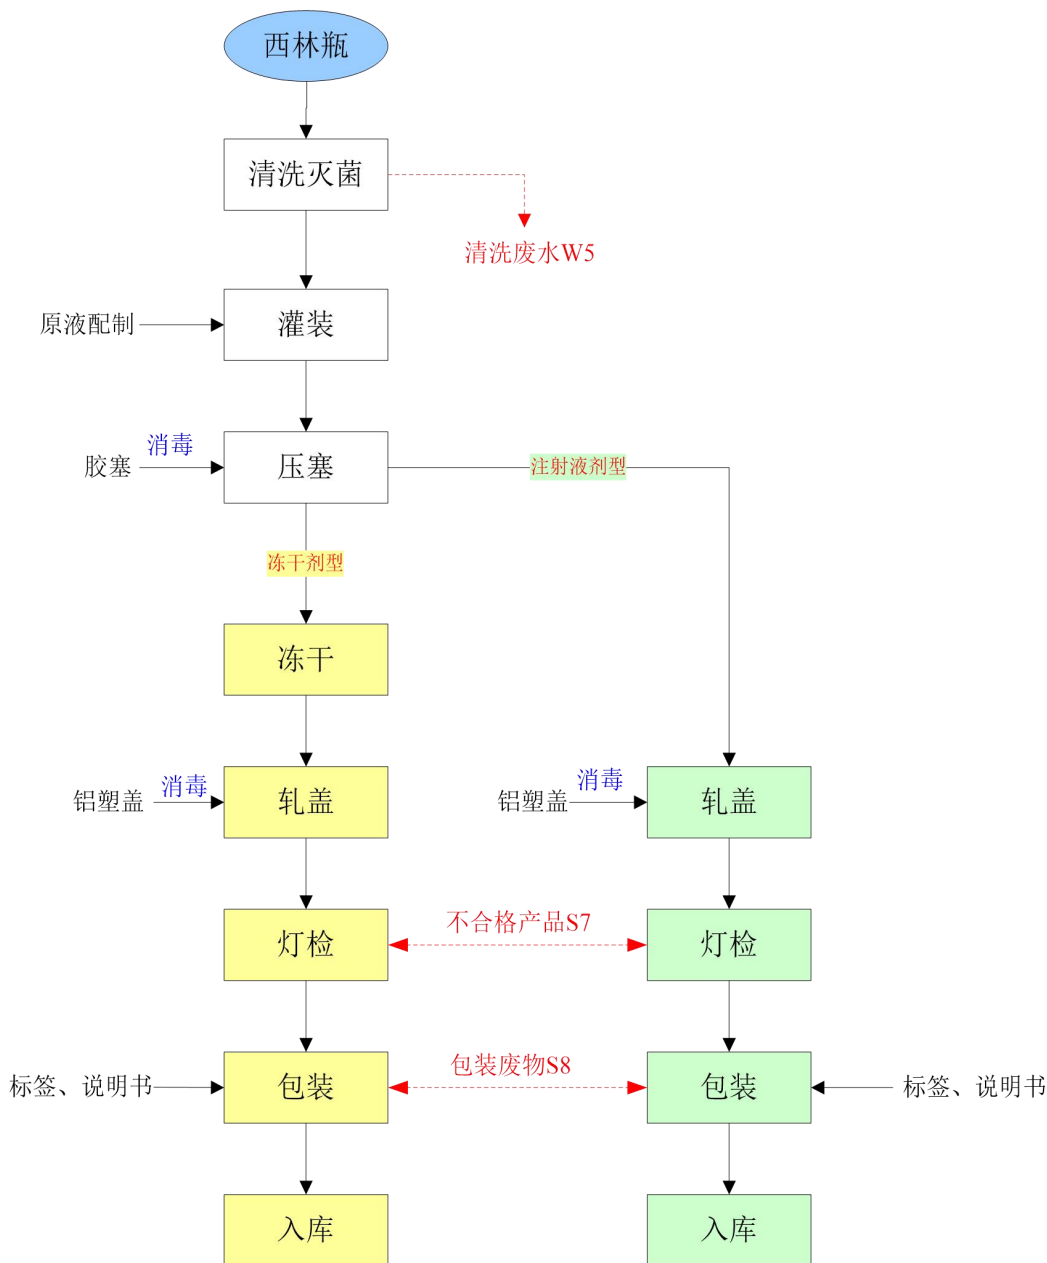 西林瓶
清洗灭菌
清洗废水W5
原液配制
灌装
消毒
胶塞
压塞
注射液剂型
冻干剂型
冻干
铝塑盖
消毒
轧盖
铝塑盖
消毒
轧盖
灯检
不合格产品S7
灯检
标签、说明书
包装
包装废物S8
包装
标签、说明书
入库
入库